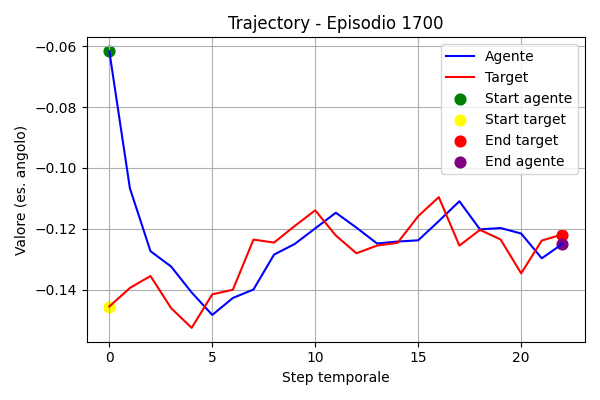 Trajectory - Episodio 1700
Valore (es. angolo)
−0.06
−0.08
−0.10
−0.12
−0.14
0
5
10
15
20
Step temporale
Agente
Target
Start agente
Start target
End target
End agente